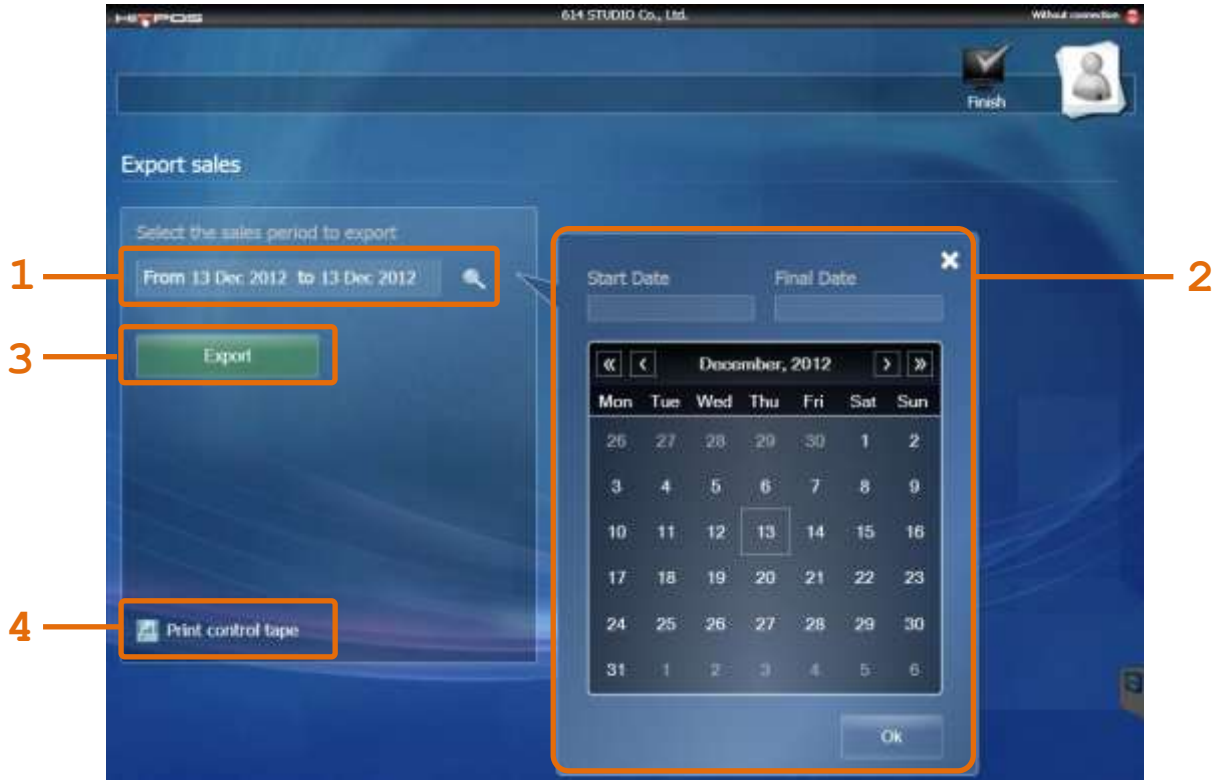 HitPOS
614 STUDIO Co., Ltd.
Without connection
Finish
Export sales
Select the sales period to export
1
From 13 Dec 2012 to 13 Dec 2012
2
Start Date Final Date
3
Export
« ‹ December, 2012 › »
Mon Tue Wed Thu Fri Sat Sun
26 27 28 29 30 1 2
3 4 5 6 7 8 9
10 11 12 13 14 15 16
17 18 19 20 21 22 23
24 25 26 27 28 29 30
31 1 2 3 4 5 6
4
Print control tape
Ok